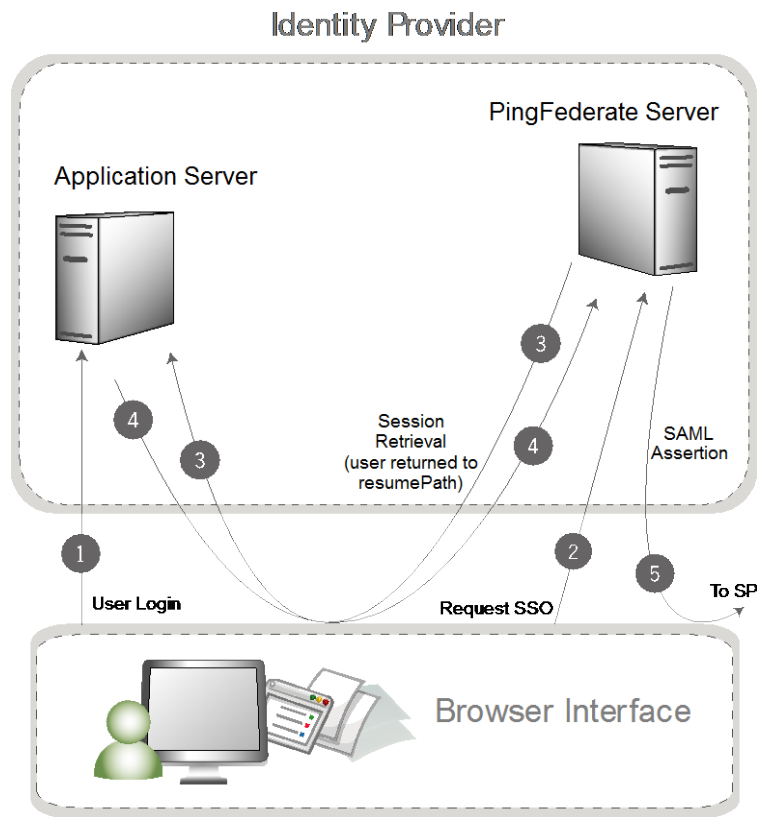 Identity Provider
PingFederate Server
Application Server
3
4
Session
Retrieval
(user returned to
resumePath)
4
SAML
Assertion
3
1
2
5
User Login
Request SSO
To SP
Browser Interface